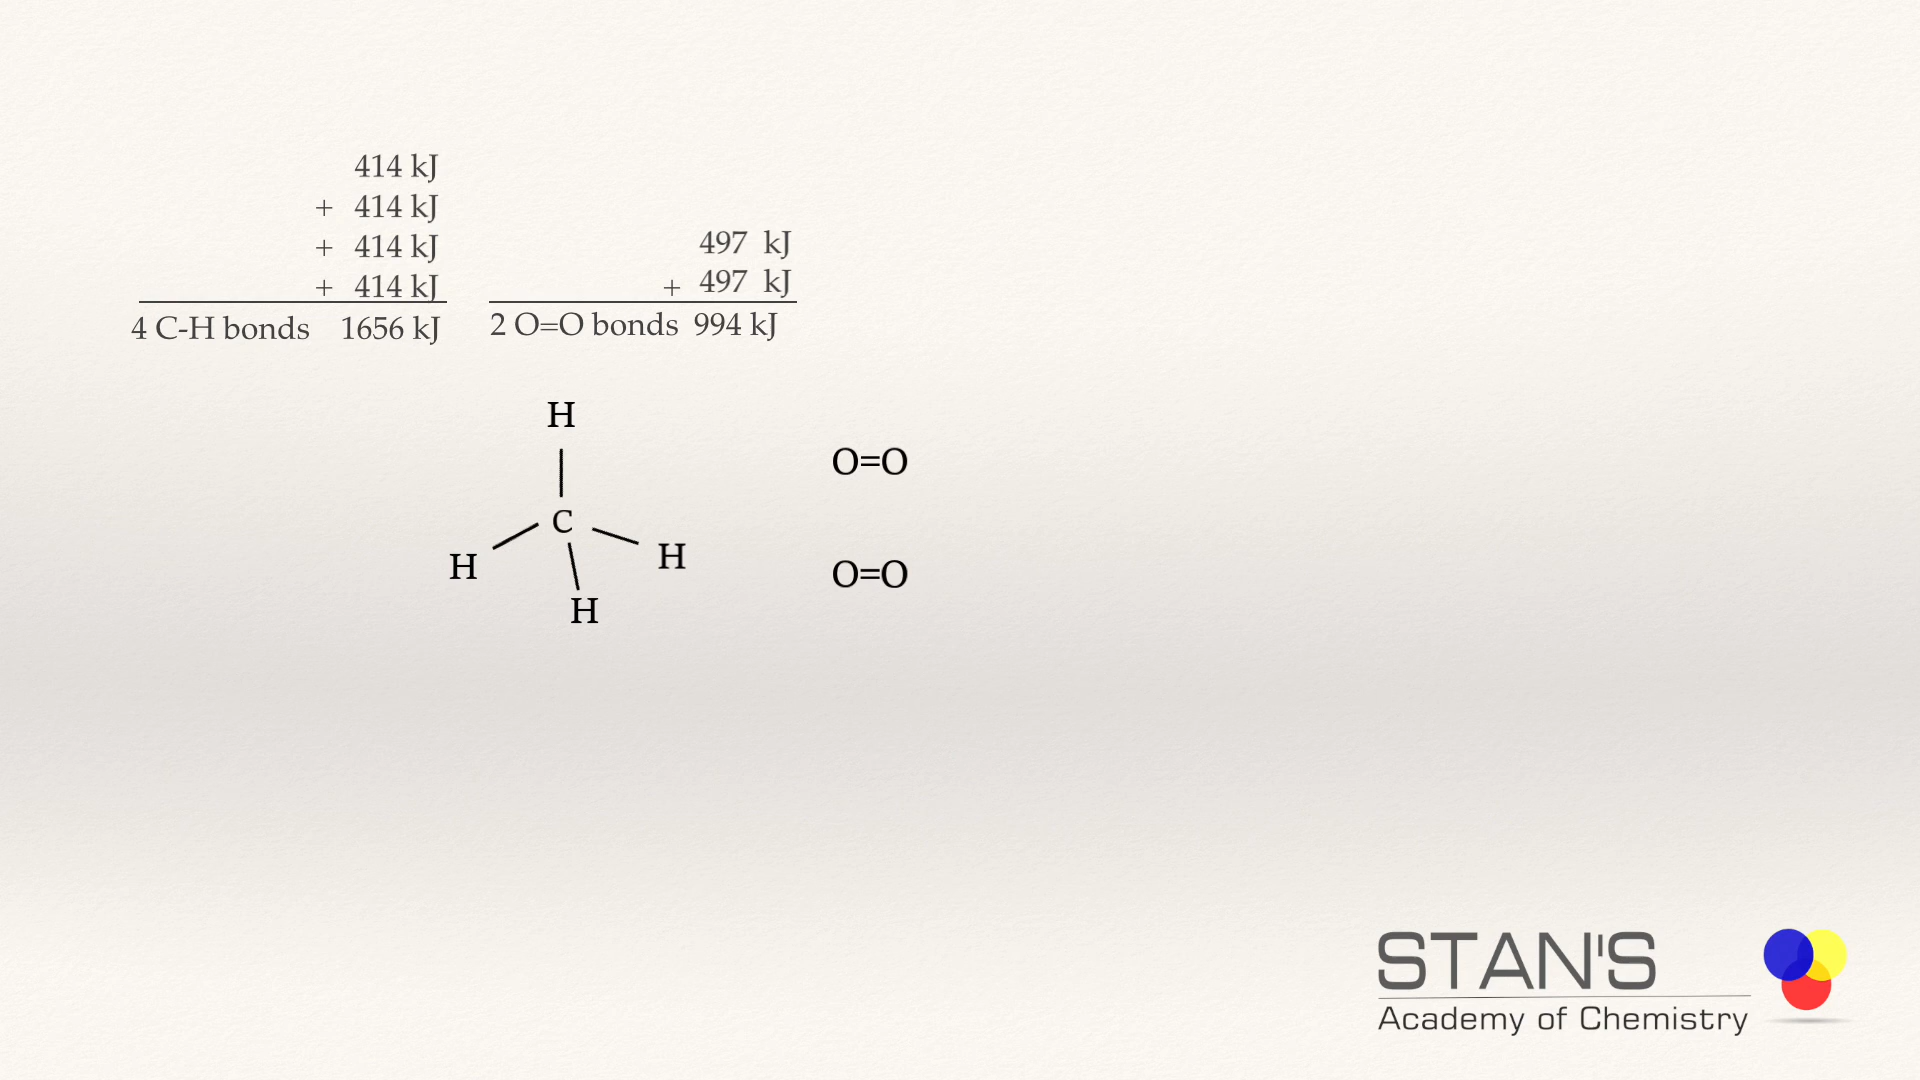 414 kJ
+ 414 kJ
+ 414 kJ
+ 414 kJ
4 C-H bonds 1656 kJ
497 kJ
+ 497 kJ
2 O=O bonds 994 kJ
H
C
H
H
H
O=O
O=O
STAN'S
Academy of Chemistry